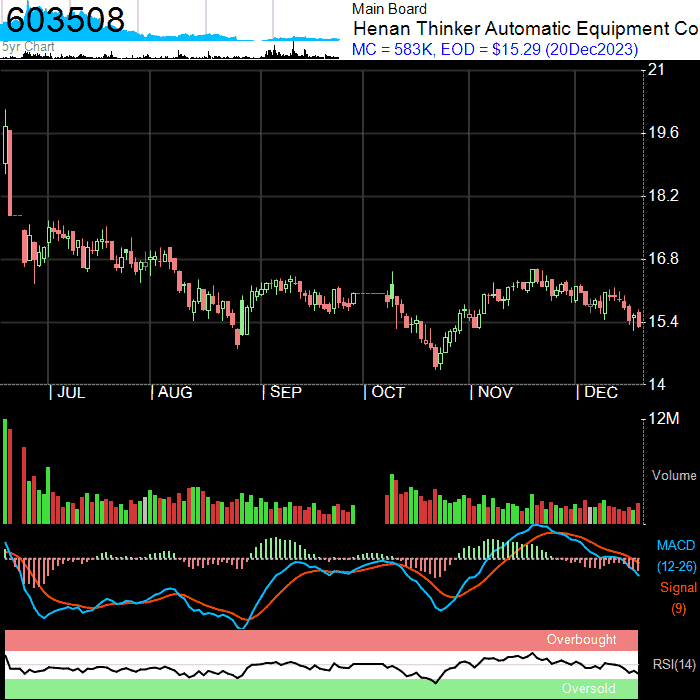 603508
5yr Chart
Main Board
Henan Thinker Automatic Equipment Co
MC = 583K, EOD = $15.29 (20Dec2023)
21
19.6
18.2
16.8
15.4
14
JUL
AUG
SEP
OCT
NOV
DEC
12M
Volume
MACD
(12-26)
Signal
(9)
Overbought
RSI(14)
Oversold